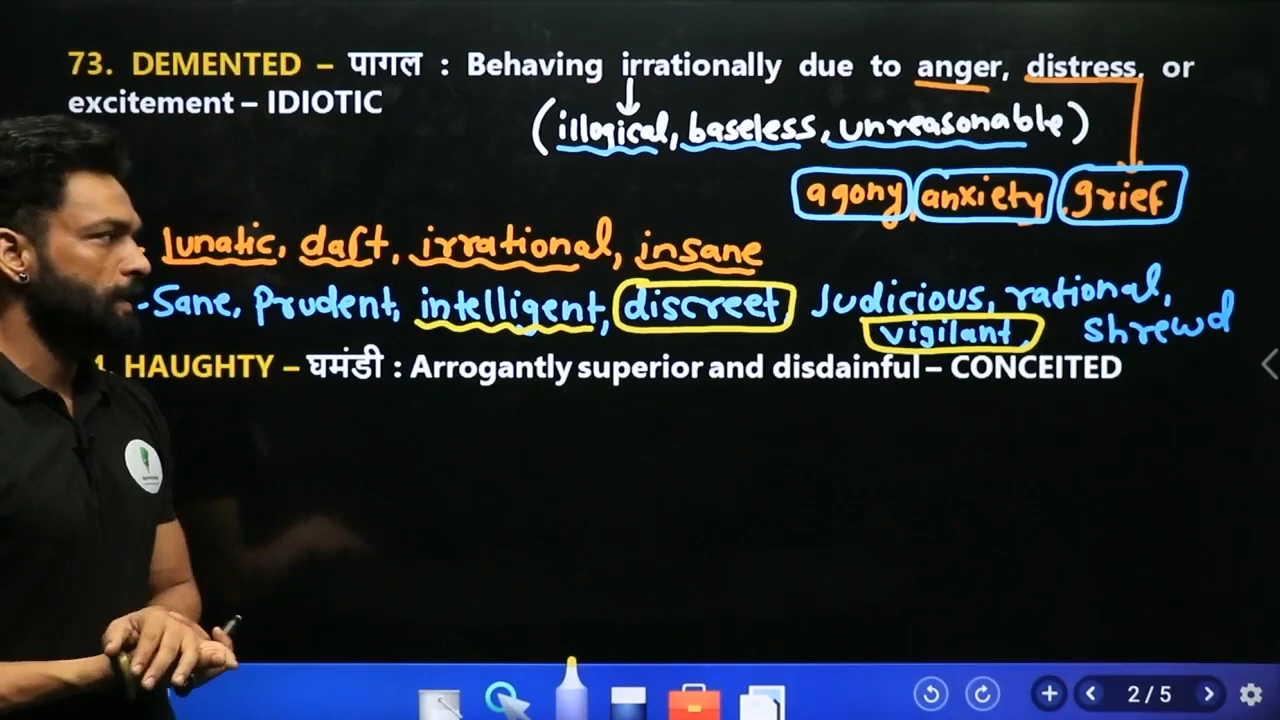 73. DEMENTED – पागल : Behaving irrationally due to anger, distress, or
excitement – IDIOTIC
(illogical, baseless, unreasonable)
agony, anxiety, grief
lunatic, daft, irrational, insane
- Sane, Prudent, intelligent, discreet, Judicious, rational,
vigilant, shrewd
4. HAUGHTY – घमंडी : Arrogantly superior and disdainful – CONCEITED
2 / 5